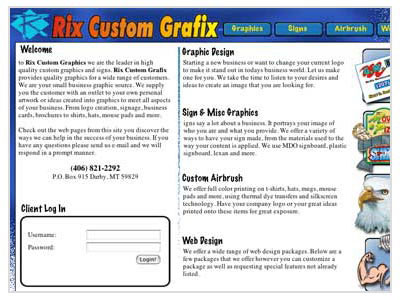 Rix Custom Grafix
Graphics
Signs
Airbrush
W
Welcome
to Rix Custom Graphics we are the leader in high
quality custom graphics and signs. Rix Custom Grafix
provides quality graphics for a wide range of customers.
We are your small business graphic source. We supply
you the customer with an outlet to your own personal
artwork or ideas created into graphics to meet all aspects
of your business. From logo creation, signage, business
cards, brochures to shirts, hats, mouse pads and more.
Check out the web pages from this site you discover the
ways we can help in the success of your business. If you
have any questions please send us e-mail and we will
respond in a prompt manner.
(406) 821-2292
P.O. Box 915 Darby, MT 59829
Client Log In
Username:
Password:
Login!
Graphic Design
Starting a new business or want to change your current logo
to make it stand out in todays business world. Let us make
one for you. We take the time to listen to your desires and
ideas to create an image that you are looking for.
Sign & Misc Graphics
igns say a lot about a business. It portrays your image of
who you are and what you provide. We offer a variety of
ways to have your sign made, from the materials used to the
way your content is applied. We use MDO signboard, plastic
signboard, lexan and more.
Custom Airbrush
We offer full color printing on t-shirts, hats, mugs, mouse
pads and more, using thermal dye transfers and silkscreen
technology. Have your company logo or your great ideas
printed onto these items for great exposure.
Web Design
We offer a wide range of web design packages. Below are a
few packages that we offer however you can customize a
package as well as requesting special features not already
listed.